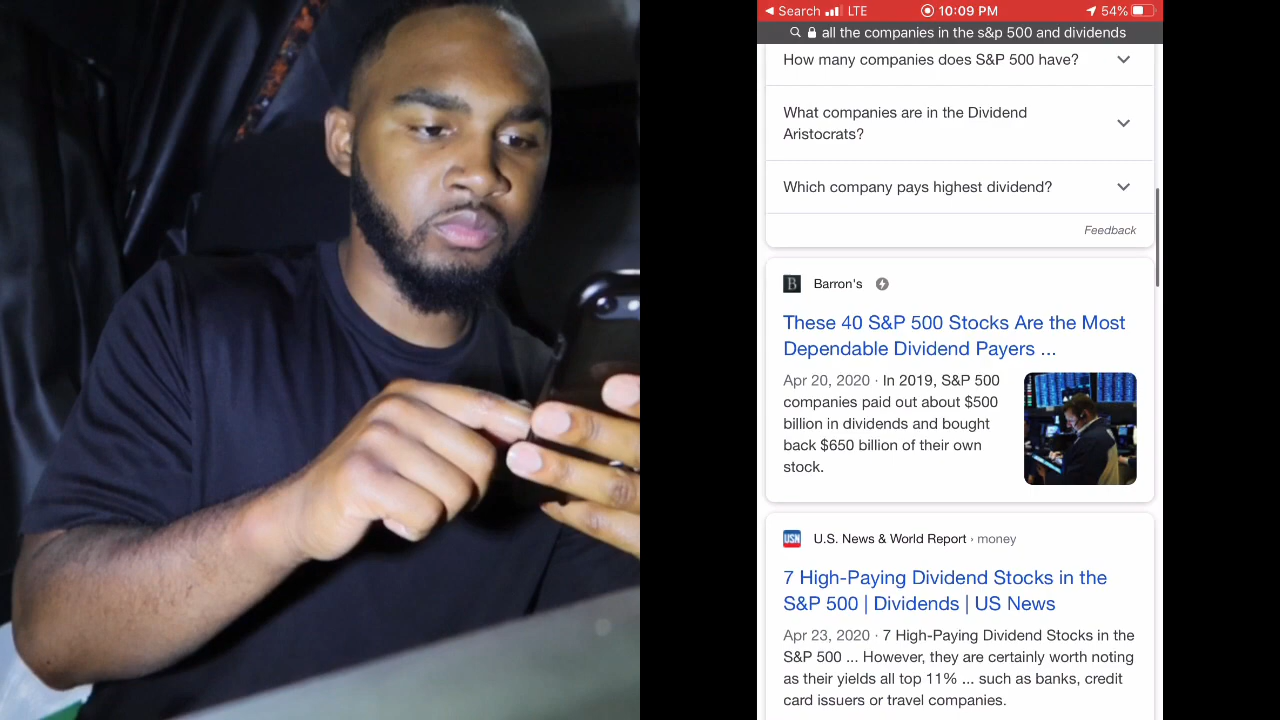 Search LTE 10:09 PM 54%
all the companies in the s&p 500 and dividends
How many companies does S&P 500 have?
What companies are in the Dividend
Aristocrats?
Which company pays highest dividend?
Feedback
B Barron's
These 40 S&P 500 Stocks Are the Most
Dependable Dividend Payers ...
Apr 20, 2020 · In 2019, S&P 500
companies paid out about $500
billion in dividends and bought
back $650 billion of their own
stock.
USN U.S. News & World Report › money
7 High-Paying Dividend Stocks in the
S&P 500 | Dividends | US News
Apr 23, 2020 · 7 High-Paying Dividend Stocks in the
S&P 500 ... However, they are certainly worth noting
as their yields all top 11% ... such as banks, credit
card issuers or travel companies.